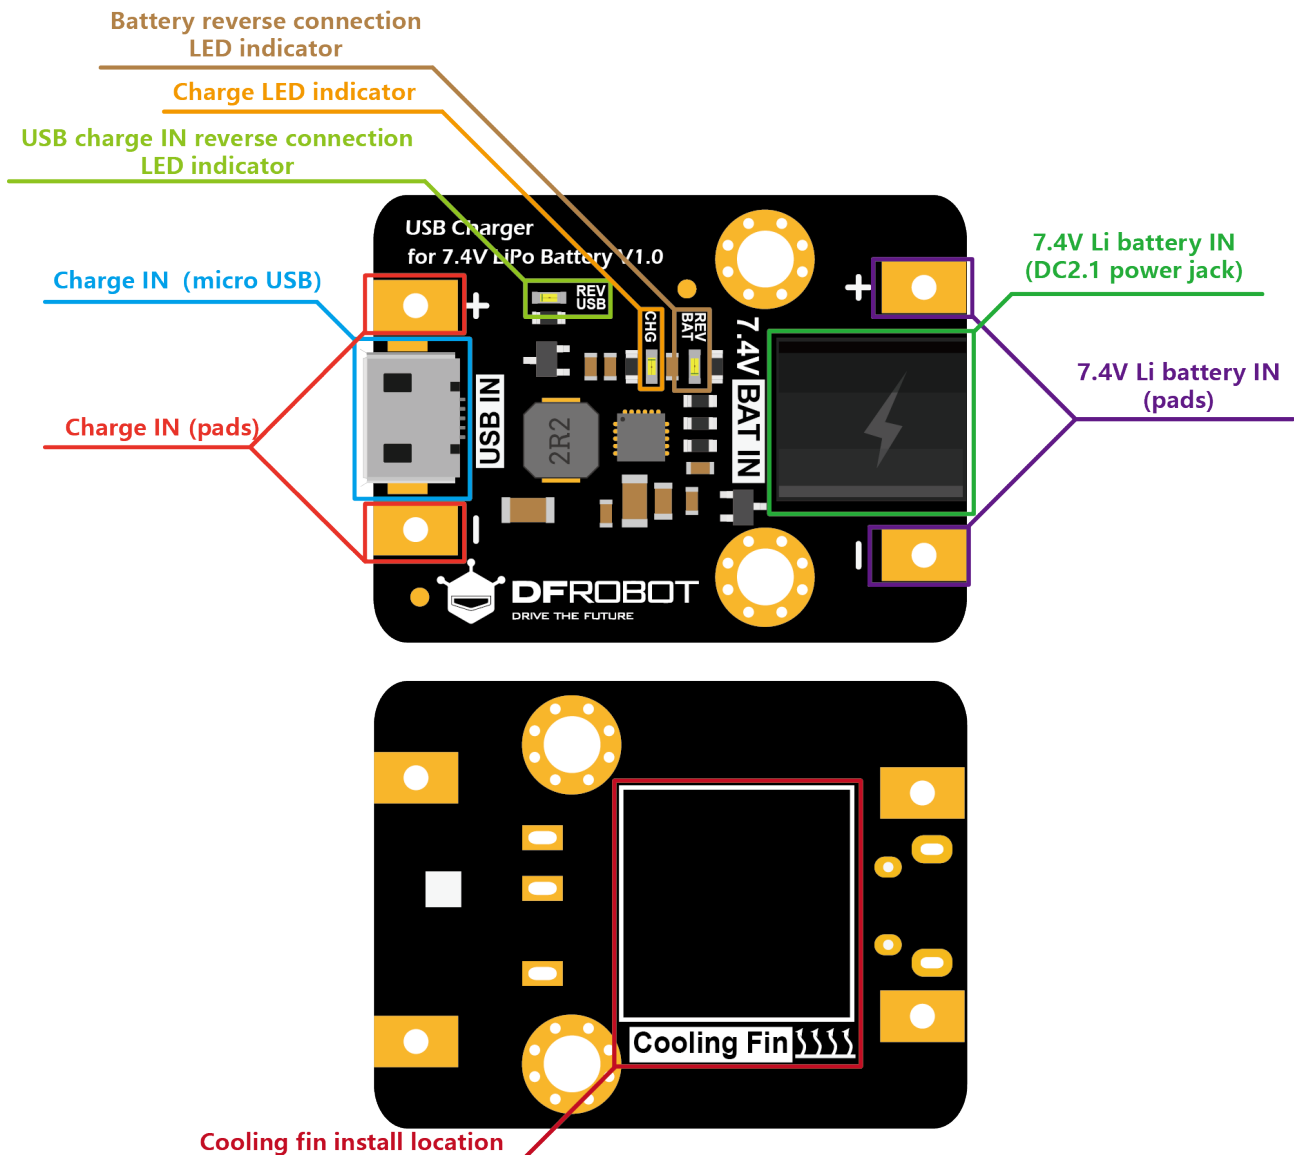 Battery reverse connection
LED indicator
Charge LED indicator
USB charge IN reverse connection
LED indicator
USB Charger
for 7.4V LiPo Battery V1.0
7.4V Li battery IN
(DC2.1 power jack)
Charge IN (micro USB)
+
REV
USB
CHG
REV
BAT
+
7.4V BAT IN
USB IN
2R2
7.4V Li battery IN
(pads)
Charge IN (pads)
-
-
DFROBOT
DRIVE THE FUTURE
Cooling Fin
Cooling fin install location